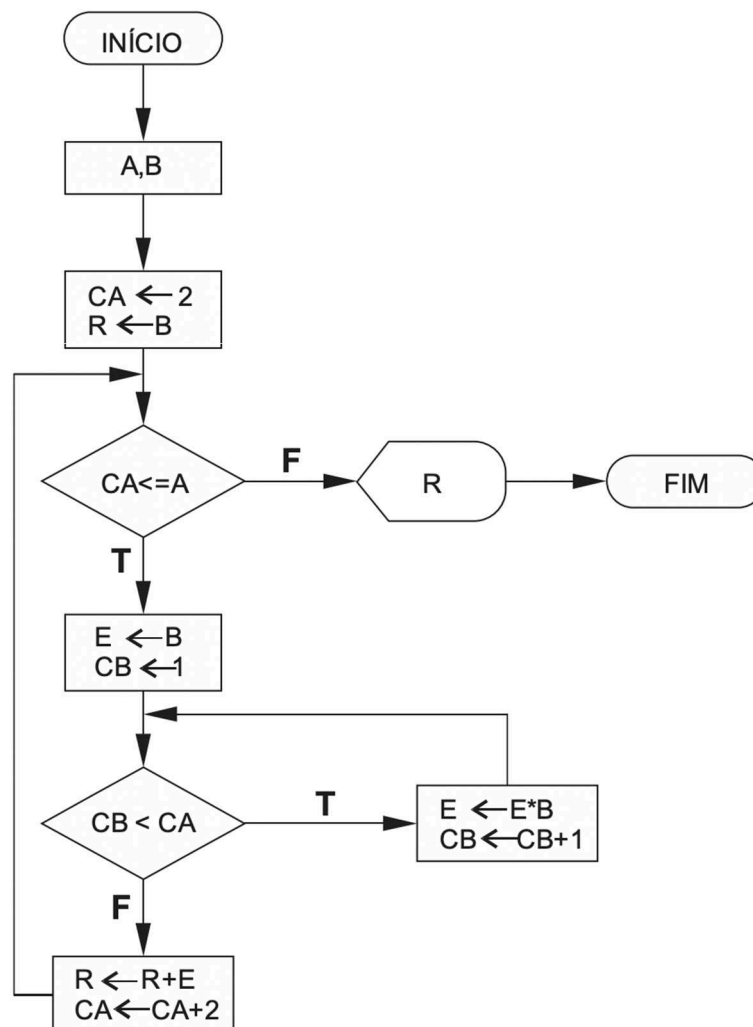 INÍCIO
A,B
CA ← 2
R ← B
CA<=A
F
R
FIM
T
E ← B
CB ← 1
CB < CA
T
E ← E*B
CB ← CB+1
F
R ← R+E
CA ← CA+2